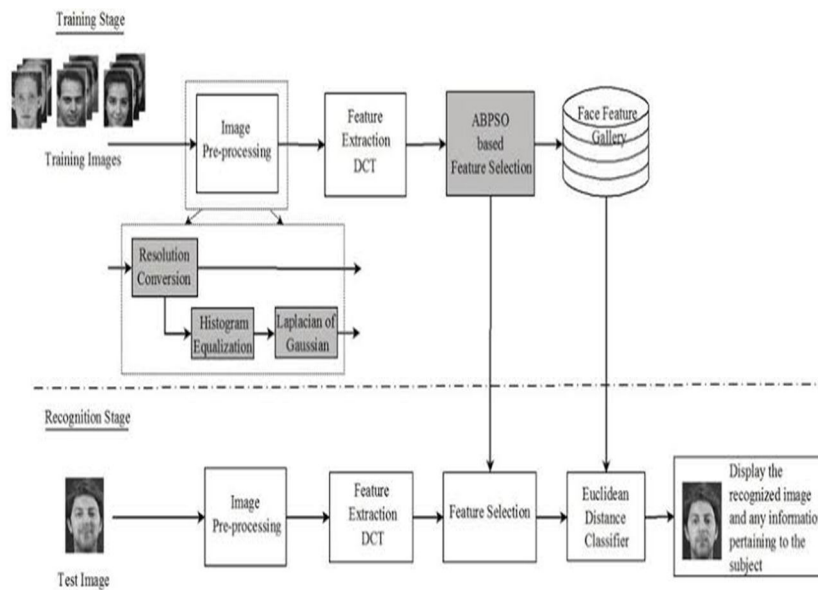 Training Stage
Training Images
Image
Pre-processing
Feature
Extraction
DCT
ABPSO
based
Feature Selection
Face Feature
Gallery
Resolution
Conversion
Histogram
Equalization
Laplacian of
Gaussian
Recognition Stage
Test Image
Image
Pre-processing
Feature
Extraction
DCT
Feature Selection
Euclidean
Distance
Classifier
Display the
recognized image
and any information
pertaining to the
subject